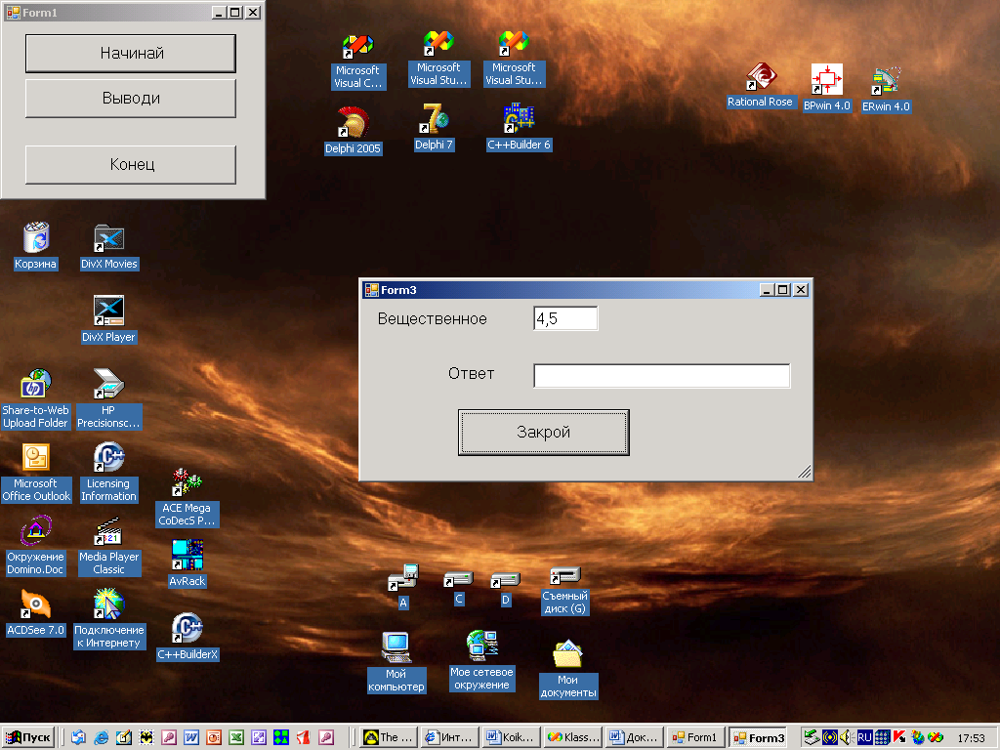 Form1
Начинай
Выводи
Конец
Microsoft
Visual C...
Microsoft
Visual Stu...
Microsoft
Visual Stu...
Rational Rose
BPwin 4.0
ERwin 4.0
Delphi 2005
Delphi 7
C++Builder 6
Корзина
DivX Movies
DivX Player
Form3
Вещественное
4,5
Ответ
Закрой
Share-to-Web
Upload Folder
HP
Precisionsc...
Microsoft
Office Outlook
Licensing
Information
ACE Mega
CoDecS P...
Окружение
Domino.Doc
Media Player
Classic
AvRack
ACDSee 7.0
Подключение
к Интернету
C++BuilderX
A
C
D
Съемный
диск (G)
Мой
компьютер
Мое сетевое
окружение
Мои
документы
Пуск
The ...
Инт...
Koik...
Klass...
Док...
Form1
Form3
RU
17:53